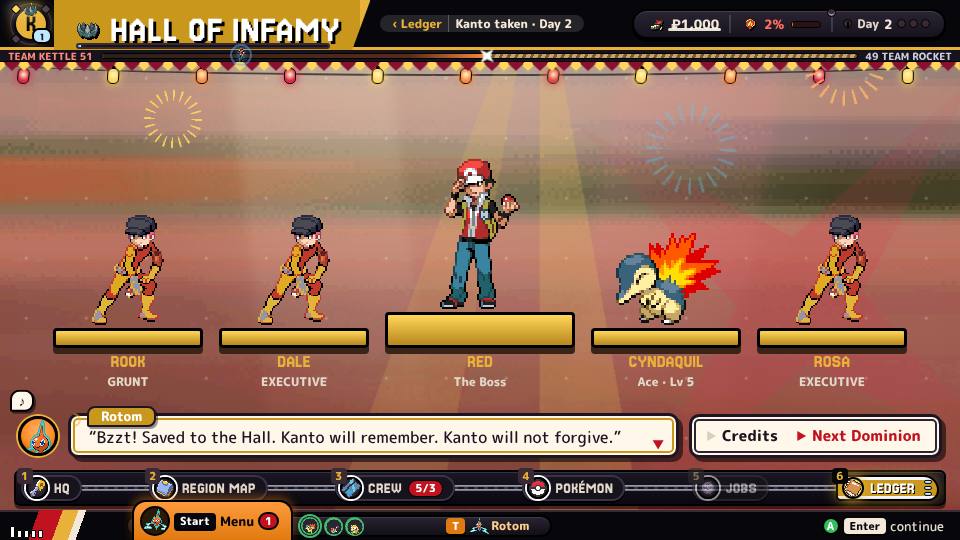 K
1
HALL OF INFAMY
‹ Ledger
Kanto taken · Day 2
₽1,000
2%
Day 2
TEAM KETTLE 51
49 TEAM ROCKET
ROOK
GRUNT
DALE
EXECUTIVE
RED
The Boss
CYNDAQUIL
Ace · Lv 5
ROSA
EXECUTIVE
♪
Rotom
“Bzzt! Saved to the Hall. Kanto will remember. Kanto will not forgive.”
Credits
Next Dominion
1 HQ
2 REGION MAP
3 CREW 5/3
4 POKÉMON
5 JOBS
6 LEDGER
Start Menu 1
T Rotom
A Enter continue